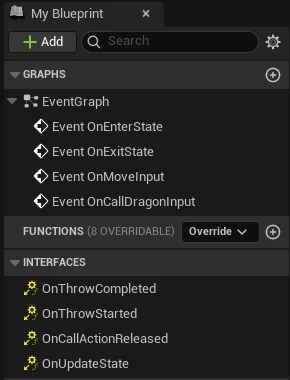 My Blueprint
Add
Search
GRAPHS
EventGraph
Event OnEnterState
Event OnExitState
Event OnMoveInput
Event OnCallDragonInput
FUNCTIONS (8 OVERRIDABLE) Override
INTERFACES
OnThrowCompleted
OnThrowStarted
OnCallActionReleased
OnUpdateState